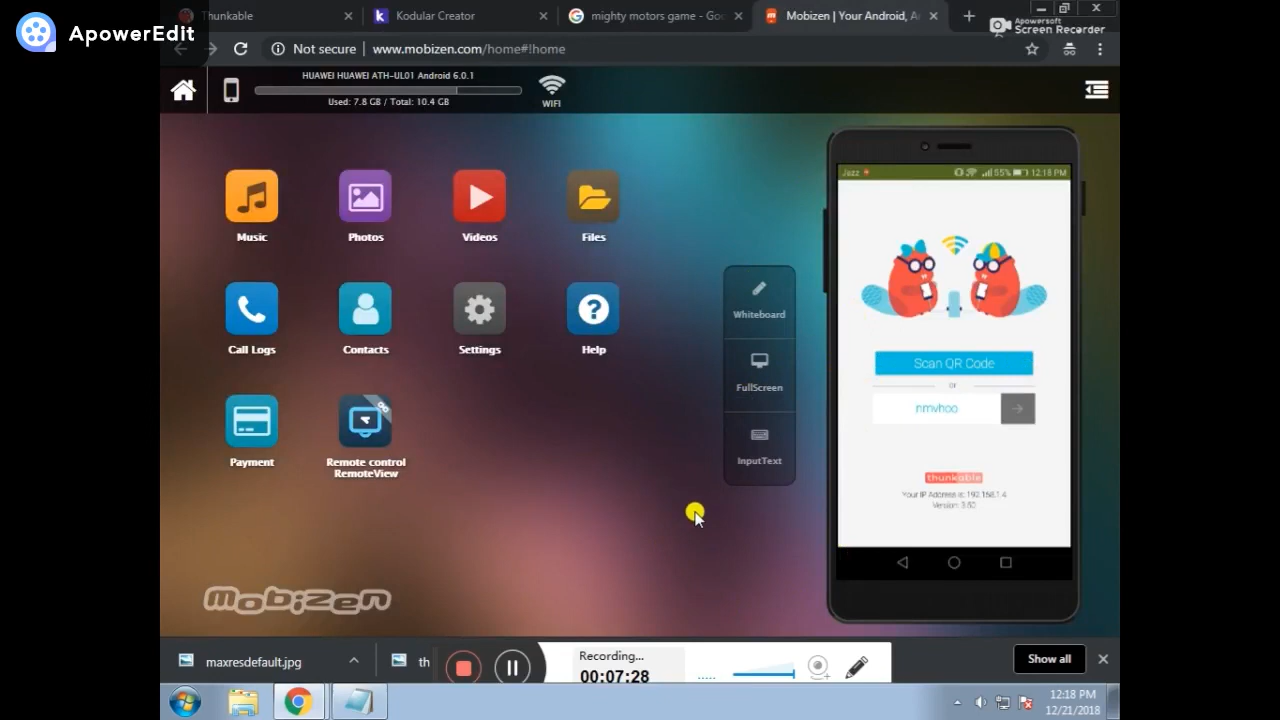 ApowerEdit
Thunkable
Kodular Creator
mighty motors game - Goo
Mobizen | Your Android, A
Apowersoft
Screen Recorder
Not secure
www.mobizen.com/home#!home
HUAWEI HUAWEI ATH-UL01 Android 6.0.1
Used: 7.8 GB / Total: 10.4 GB
WIFI
Music
Photos
Videos
Files
Call Logs
Contacts
Settings
Help
Payment
Remote control
RemoteView
Whiteboard
FullScreen
InputText
Jazz
55%
12:18 PM
Scan QR Code
or
nmvhoo
thunkable
Your IP Address is: 192.168.1.4
Version: 3.60
Mobizen
maxresdefault.jpg
th
Recording...
00:07:28
Show all
12:18 PM
12/21/2018